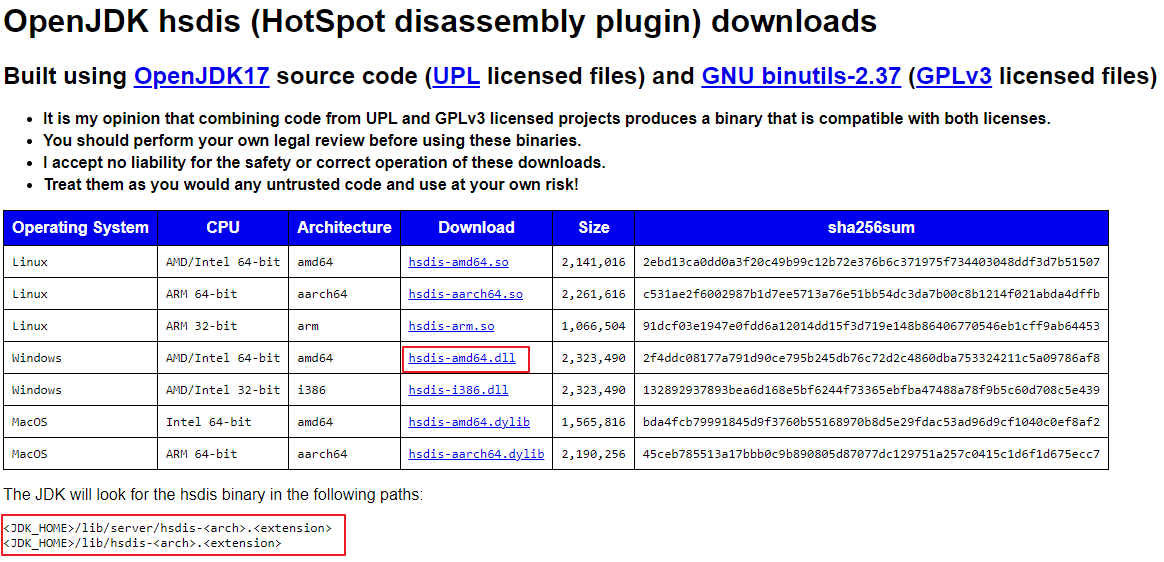 OpenJDK hsdis (HotSpot disassembly plugin) downloads
Built using OpenJDK17 source code (UPL licensed files) and GNU binutils-2.37 (GPLv3 licensed files)
• It is my opinion that combining code from UPL and GPLv3 licensed projects produces a binary that is compatible with both licenses.
• You should perform your own legal review before using these binaries.
• I accept no liability for the safety or correct operation of these downloads.
• Treat them as you would any untrusted code and use at your own risk!
Operating System CPU Architecture Download Size sha256sum
Linux AMD/Intel 64-bit amd64 hsdis-amd64.so 2,141,016 2ebd13ca0dd0a3f20c49b99c12b72e376b6c371975f734403048ddf3d7b51507
Linux ARM 64-bit aarch64 hsdis-aarch64.so 2,261,616 c531ae2f6002987b1d7ee5713a76e51bb54dc3da7b00c8b1214f021abda4dffb
Linux ARM 32-bit arm hsdis-arm.so 1,066,504 91dcf03e1947e0fdd6a12014dd15f3d719e148b86406770546eb1cff9ab64453
Windows AMD/Intel 64-bit amd64 hsdis-amd64.dll 2,323,490 2f4ddc08177a791d90ce795b245db76c72d2c4860dba753324211c5a09786af8
Windows AMD/Intel 32-bit i386 hsdis-i386.dll 2,323,490 132892937893bea6d168e5bf6244f73365ebfba47488a78f9b5c60d708c5e439
MacOS Intel 64-bit amd64 hsdis-amd64.dylib 1,565,816 bda4fcb79991845d9f3760b55168970b8d5e29fdac53ad96d9cf1040c0ef8af2
MacOS ARM 64-bit aarch64 hsdis-aarch64.dylib 2,190,256 45ceb785513a17bbb0c9b890805d87077dc129751a257c0415c1d6f1d675ecc7
The JDK will look for the hsdis binary in the following paths:
<JDK_HOME>/lib/server/hsdis-<arch>.<extension>
<JDK_HOME>/lib/hsdis-<arch>.<extension>